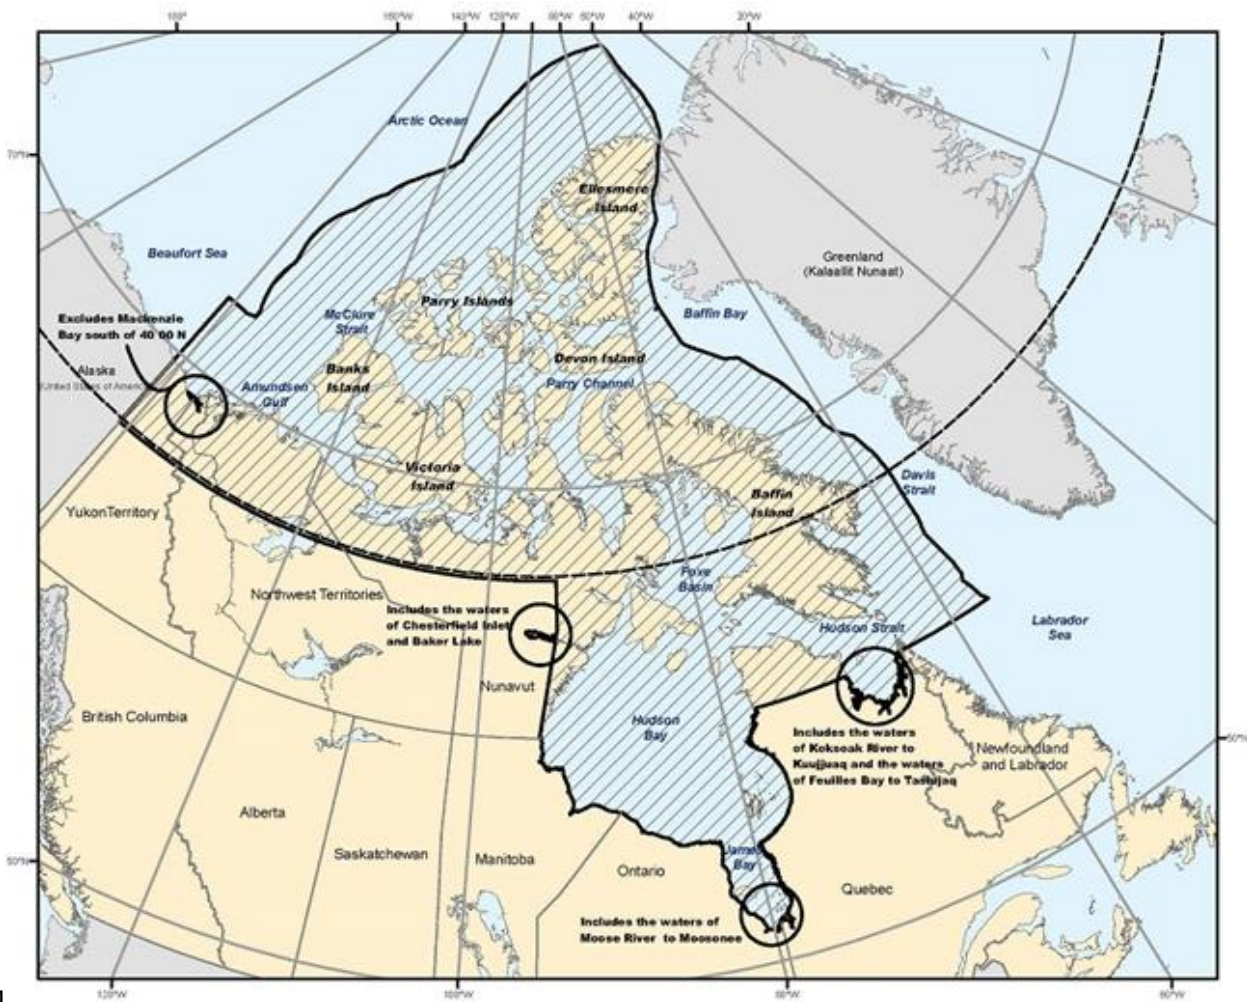 180°
160°W
140°W
120°W
80°W
60°W
40°W
20°W
Arctic Ocean
70°N
Ellesmere
Island
Beaufort Sea
Greenland
(Kalaallit Nunaat)
Parry Islands
McClure
Strait
Baffin Bay
Excludes Mackenzie
Bay south of 40 00 N
Devon Island
Parry Channel
Banks
Island
Alaska
(United States of America)
Amundsen
Gulf
Victoria
Island
Davis
Strait
Baffin
Island
Yukon Territory
Foxe
Basin
Northwest Territories
Includes the waters
of Chesterfield Inlet
and Baker Lake
Hudson Strait
Labrador
Sea
Nunavut
British Columbia
Hudson
Bay
Includes the waters
of Koksoak River to
Kuujjuaq and the waters
of Feuilles Bay to Tasiujaq
Newfoundland
and Labrador
60°N
Alberta
Saskatchewan
Manitoba
Ontario
James
Bay
50°N
Quebec
Includes the waters of
Moose River to Moosonee
120°W
100°W
80°W
60°W